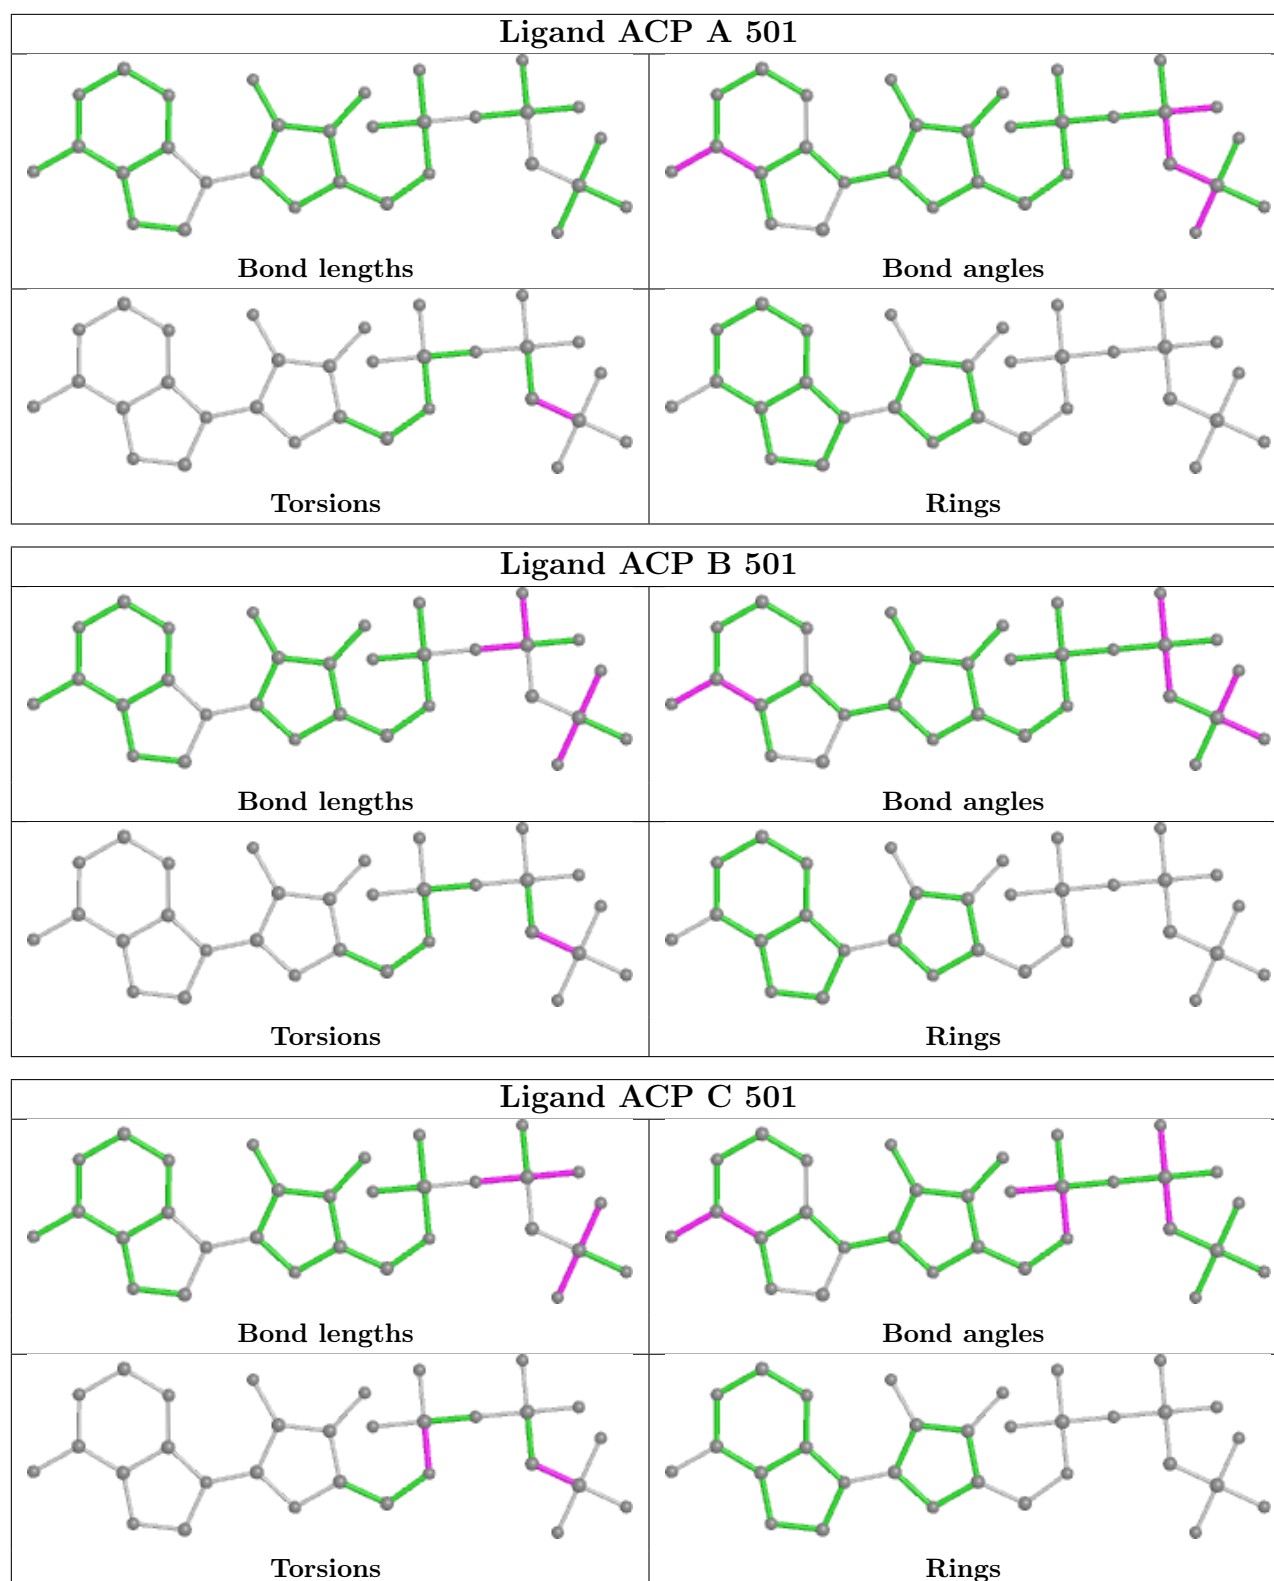 Ligand ACP A 501
Bond lengths
Bond angles
Torsions
Rings
Ligand ACP B 501
Bond lengths
Bond angles
Torsions
Rings
Ligand ACP C 501
Bond lengths
Bond angles
Torsions
Rings